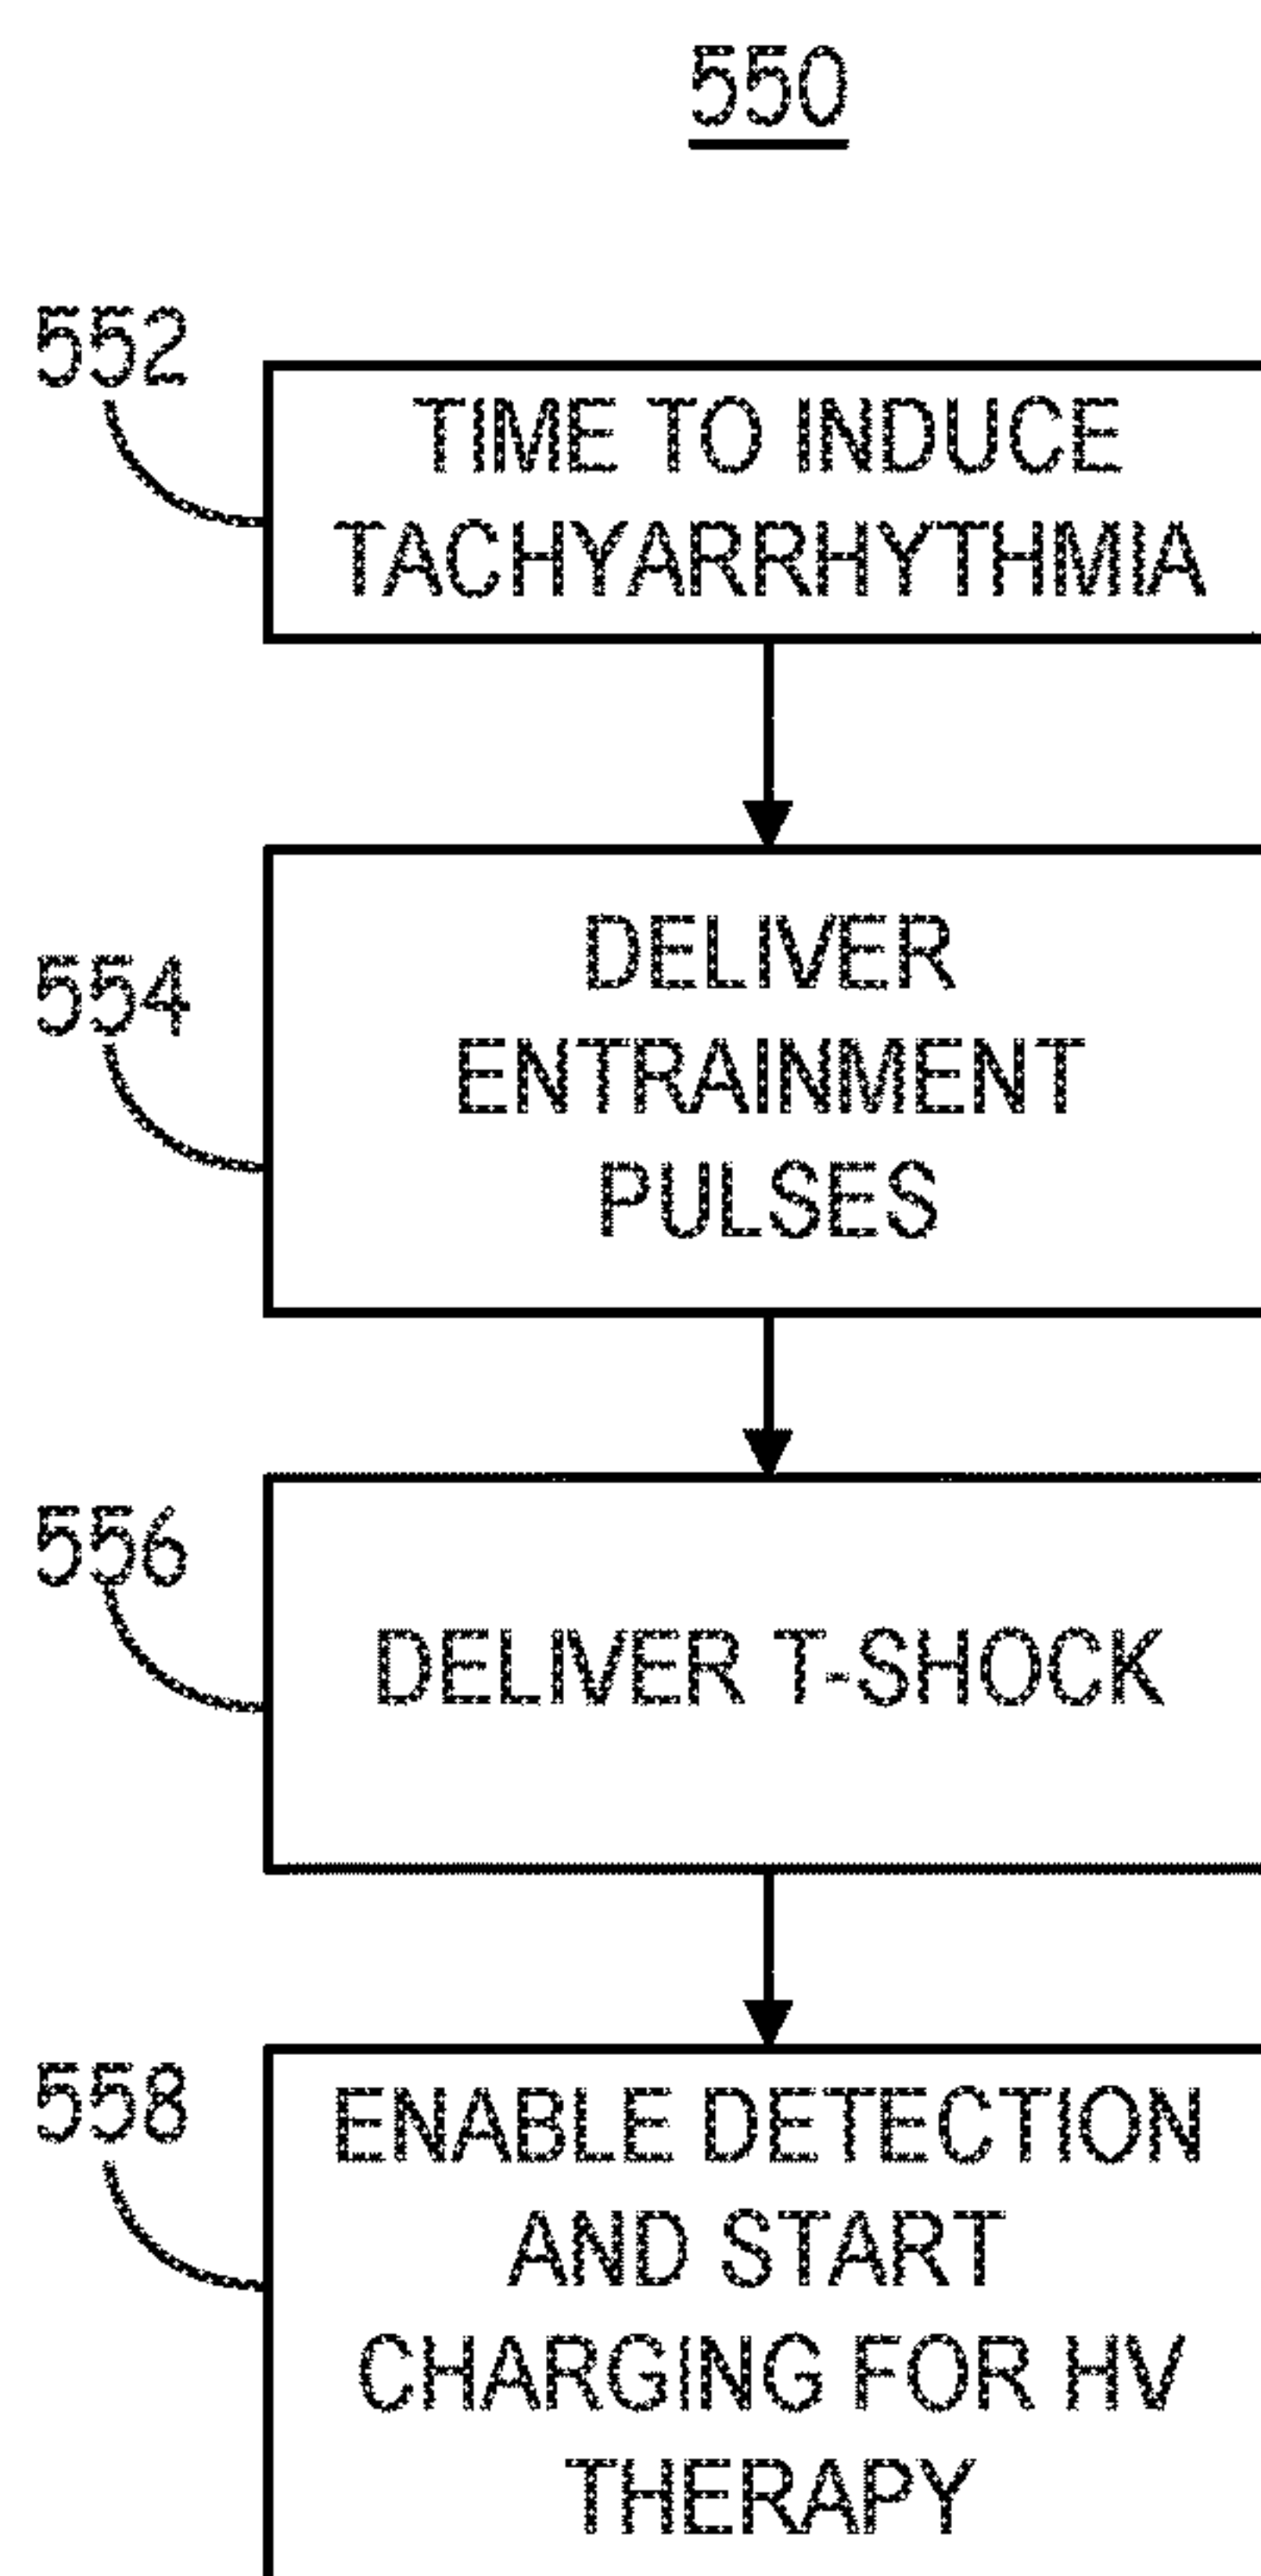 550
552
TIME TO INDUCE
TACHYARRHYTHMIA
554
DELIVER
ENTRAINMENT
PULSES
556
DELIVER T-SHOCK
558
ENABLE DETECTION
AND START
CHARGING FOR HV
THERAPY